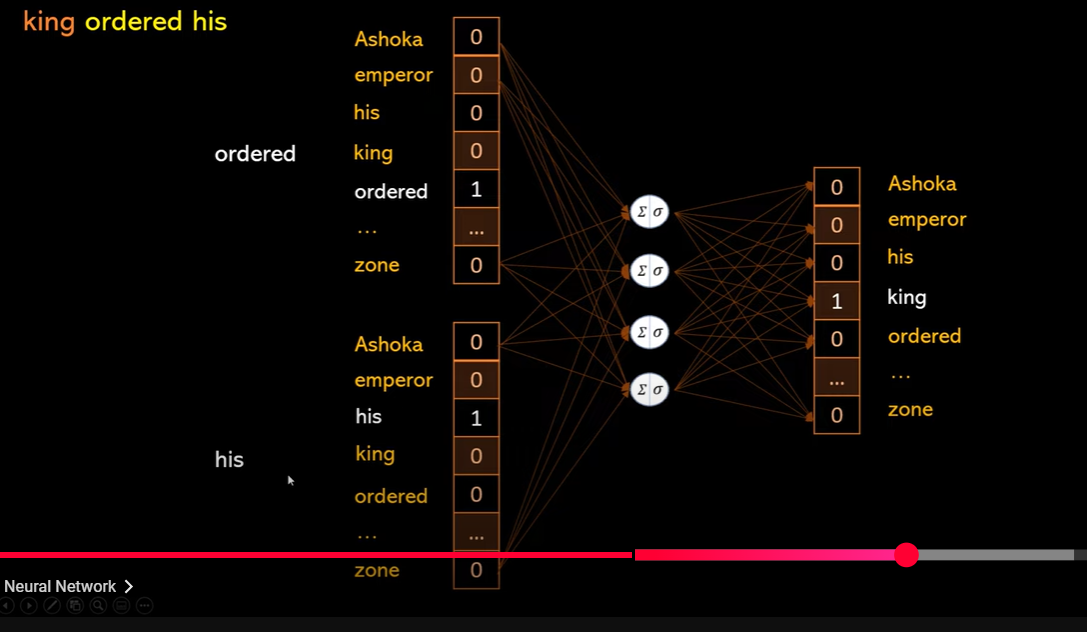 king ordered his
ordered
Ashoka 0
emperor 0
his 0
king 0
ordered 1
... ...
zone 0
his
Ashoka 0
emperor 0
his 1
king 0
ordered 0
... ...
zone 0
Σ σ
Σ σ
Σ σ
Σ σ
0 Ashoka
0 emperor
0 his
1 king
0 ordered
... ...
0 zone
Neural Network